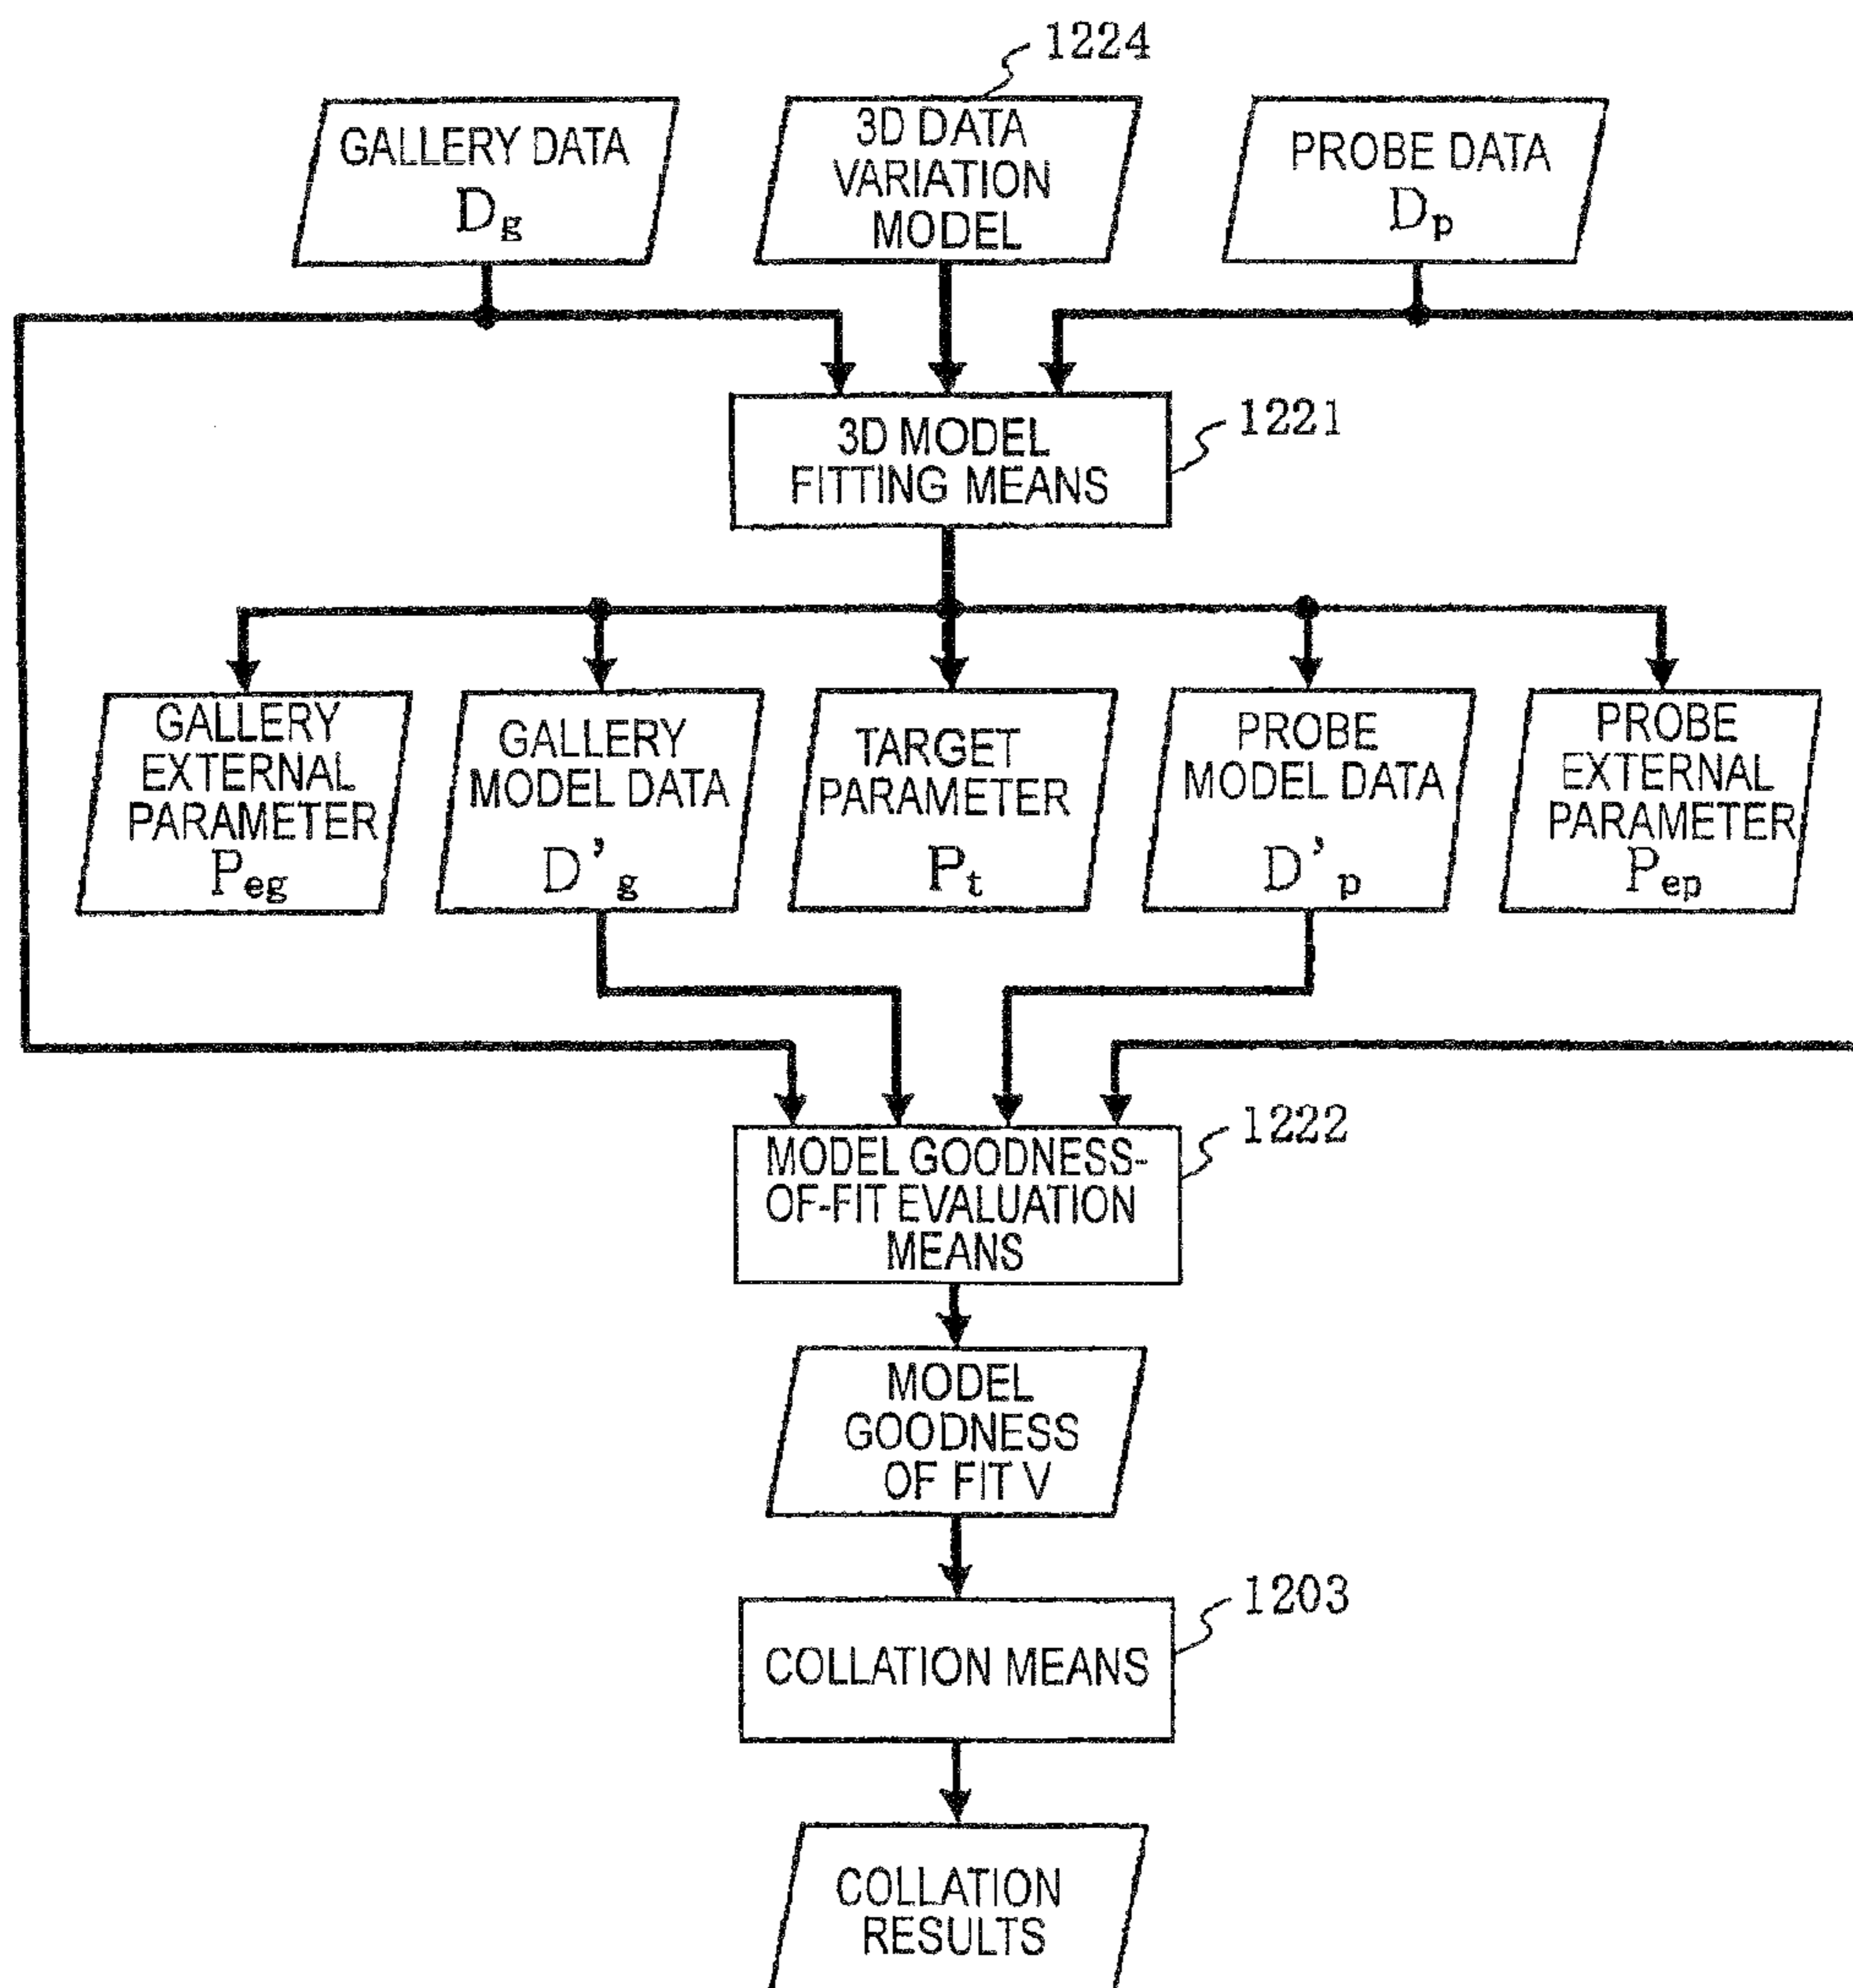 1224
GALLERY DATA
Dg
3D DATA
VARIATION
MODEL
PROBE DATA
Dp
3D MODEL
FITTING MEANS
1221
GALLERY
EXTERNAL
PARAMETER
Peg
GALLERY
MODEL DATA
D'g
TARGET
PARAMETER
Pt
PROBE
MODEL DATA
D'p
PROBE
EXTERNAL
PARAMETER
Pep
MODEL GOODNESS-
OF-FIT EVALUATION
MEANS
1222
MODEL
GOODNESS
OF FIT V
1203
COLLATION MEANS
COLLATION
RESULTS